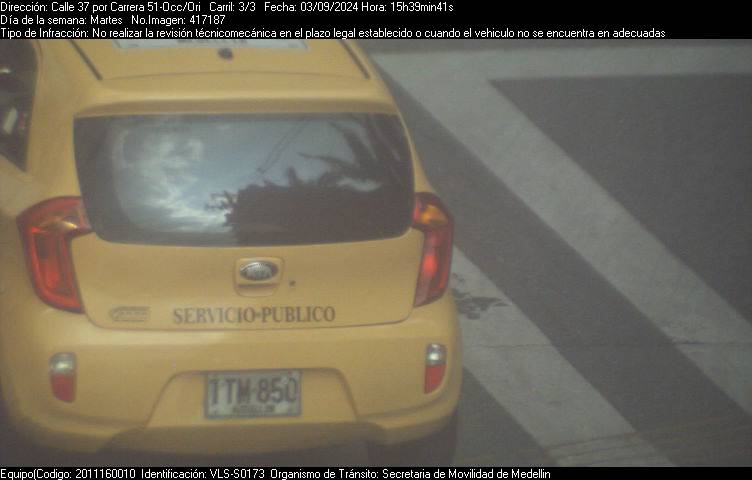 Dirección: Calle 37 por Carrera 51-Occ/Ori Carril: 3/3 Fecha: 03/09/2024 Hora: 15h39min41s
Día de la semana: Martes No.Imagen: 417187
Tipo de Infracción: No realizar la revisión técnicomecánica en el plazo legal establecido o cuando el vehiculo no se encuentra en adecuadas
KIA
SERVICIO-PUBLICO
MEDELLIN
Equipo(Codigo: 2011160010 Identificación: VLS-S0173 Organismo de Tránsito: Secretaria de Movilidad de Medellin